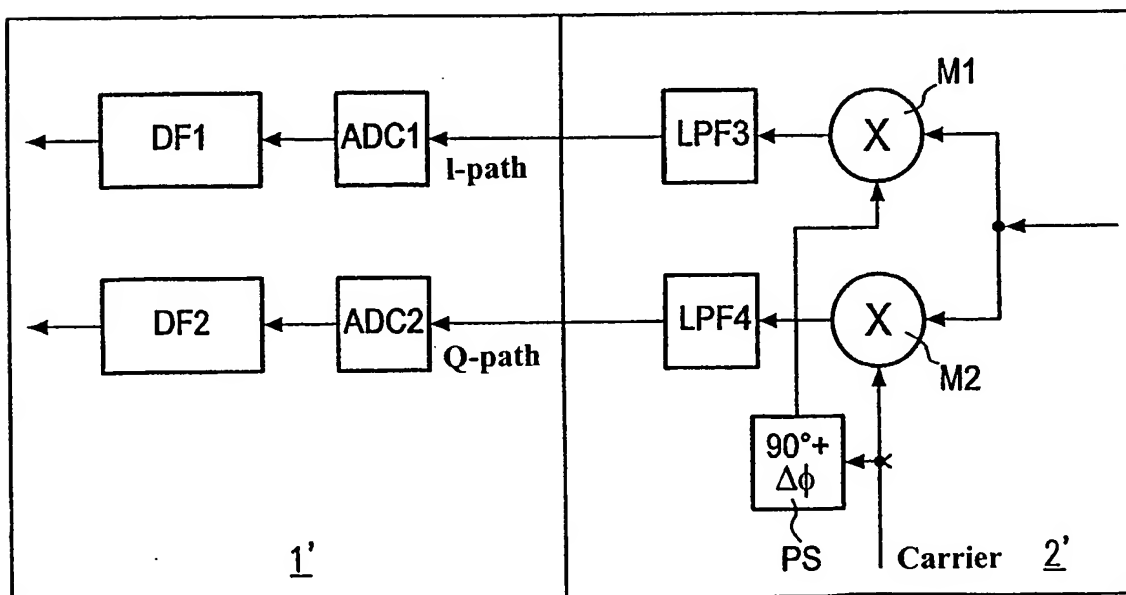 M1
DF1
ADC1
LPF3
X
I-path
DF2
ADC2
LPF4
X
Q-path
M2
90°+
Δϕ
PS
Carrier
1'
2'